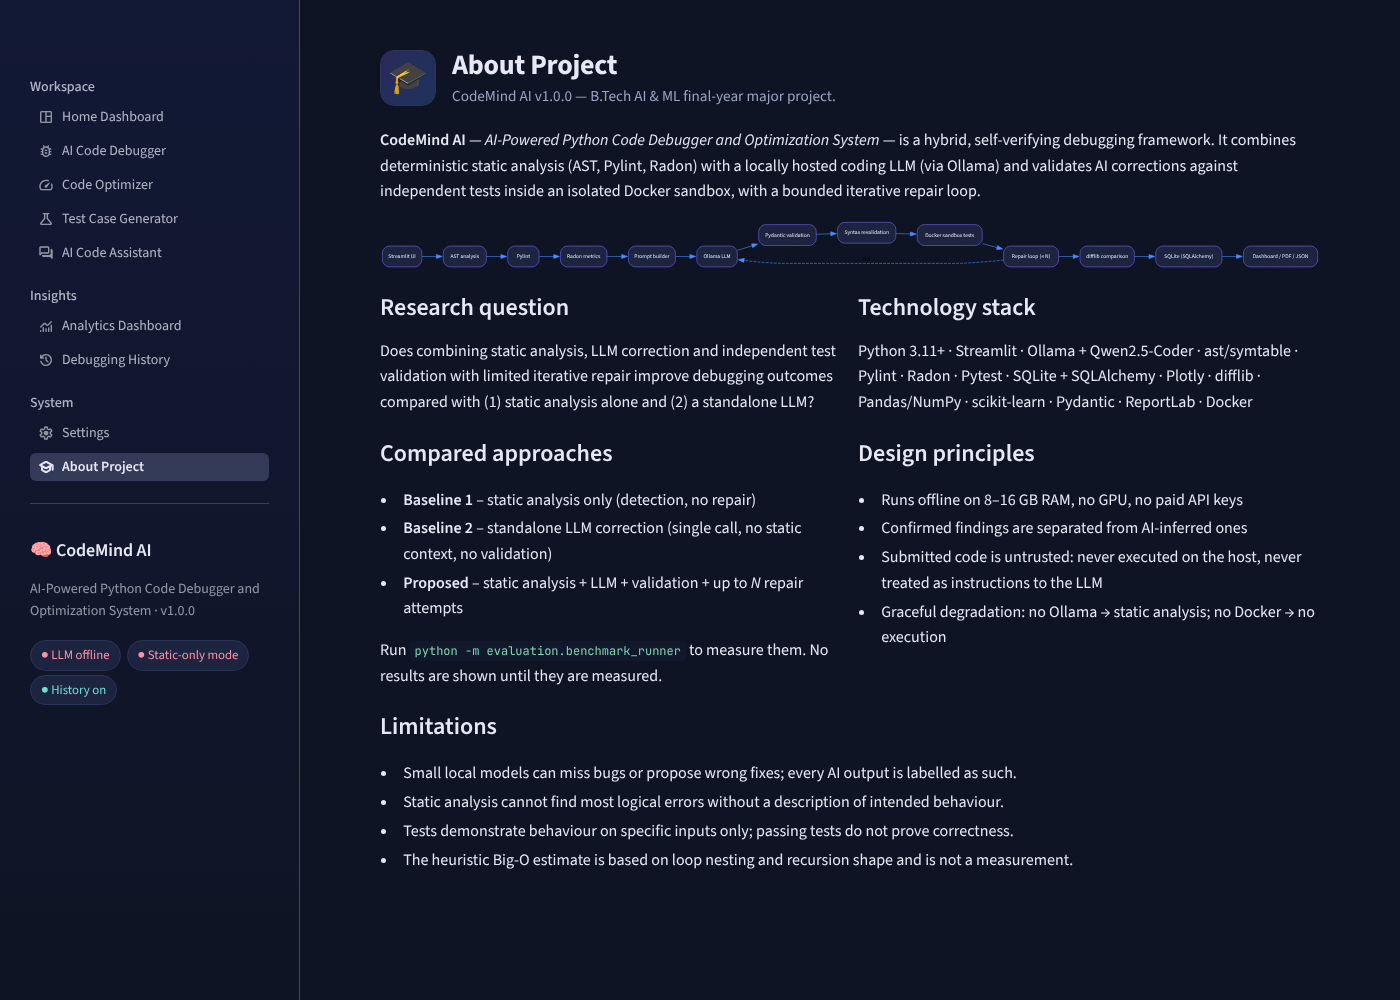 Workspace
Home Dashboard
AI Code Debugger
Code Optimizer
Test Case Generator
AI Code Assistant
Insights
Analytics Dashboard
Debugging History
System
Settings
About Project
🧠 CodeMind AI
AI-Powered Python Code Debugger and
Optimization System · v1.0.0
● LLM offline
● Static-only mode
● History on
About Project
CodeMind AI v1.0.0 — B.Tech AI & ML final-year major project.
CodeMind AI — AI-Powered Python Code Debugger and Optimization System — is a hybrid, self-verifying debugging framework. It combines
deterministic static analysis (AST, Pylint, Radon) with a locally hosted coding LLM (via Ollama) and validates AI corrections against
independent tests inside an isolated Docker sandbox, with a bounded iterative repair loop.
Streamlit UI
AST analysis
Pylint
Radon metrics
Prompt builder
Ollama LLM
Pydantic validation
Syntax revalidation
Docker sandbox tests
Repair loop (≤ N)
difflib comparison
SQLite (SQLAlchemy)
Dashboard / PDF / JSON
Research question
Does combining static analysis, LLM correction and independent test
validation with limited iterative repair improve debugging outcomes
compared with (1) static analysis alone and (2) a standalone LLM?
Compared approaches
• Baseline 1 – static analysis only (detection, no repair)
• Baseline 2 – standalone LLM correction (single call, no static
context, no validation)
• Proposed – static analysis + LLM + validation + up to N repair
attempts
Run python -m evaluation.benchmark_runner to measure them. No
results are shown until they are measured.
Technology stack
Python 3.11+ · Streamlit · Ollama + Qwen2.5-Coder · ast/symtable ·
Pylint · Radon · Pytest · SQLite + SQLAlchemy · Plotly · difflib ·
Pandas/NumPy · scikit-learn · Pydantic · ReportLab · Docker
Design principles
• Runs offline on 8–16 GB RAM, no GPU, no paid API keys
• Confirmed findings are separated from AI-inferred ones
• Submitted code is untrusted: never executed on the host, never
treated as instructions to the LLM
• Graceful degradation: no Ollama → static analysis; no Docker → no
execution
Limitations
• Small local models can miss bugs or propose wrong fixes; every AI output is labelled as such.
• Static analysis cannot find most logical errors without a description of intended behaviour.
• Tests demonstrate behaviour on specific inputs only; passing tests do not prove correctness.
• The heuristic Big-O estimate is based on loop nesting and recursion shape and is not a measurement.